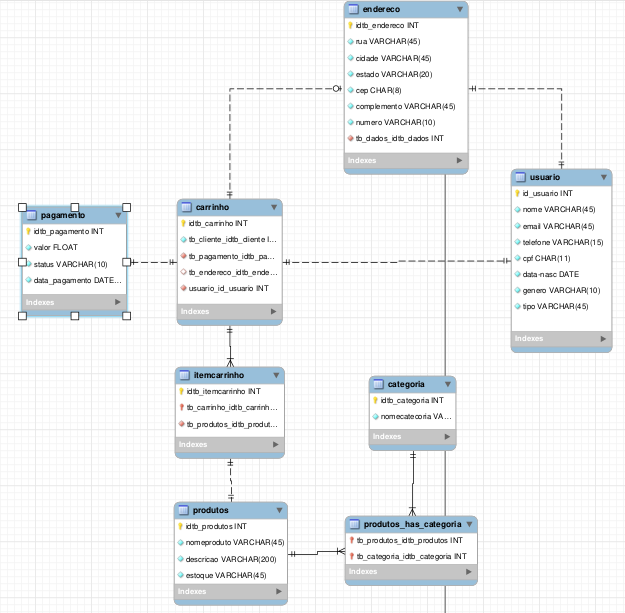 endereco
idtb_endereco INT
rua VARCHAR(45)
cidade VARCHAR(45)
estado VARCHAR(20)
cep CHAR(8)
complemento VARCHAR(45)
numero VARCHAR(10)
tb_dados_idtb_dados INT
Indexes
usuario
id_usuario INT
nome VARCHAR(45)
email VARCHAR(45)
telefone VARCHAR(15)
cpf CHAR(11)
data-nasc DATE
genero VARCHAR(10)
tipo VARCHAR(45)
Indexes
pagamento
idtb_pagamento INT
valor FLOAT
status VARCHAR(10)
data_pagamento DATE...
Indexes
carrinho
idtb_carrinho INT
tb_cliente_idtb_cliente I...
tb_pagamento_idtb_pa...
tb_endereco_idtb_ende...
usuario_id_usuario INT
Indexes
itemcarrinho
idtb_itemcarrinho INT
tb_carrinho_idtb_carrinh...
tb_produtos_idtb_produt...
Indexes
categoria
idtb_categoria INT
nomecatecoria VA...
Indexes
produtos
idtb_produtos INT
nomeproduto VARCHAR(45)
descricao VARCHAR(200)
estoque VARCHAR(45)
Indexes
produtos_has_categoria
tb_produtos_idtb_produtos INT
tb_categoria_idtb_categoria INT
Indexes